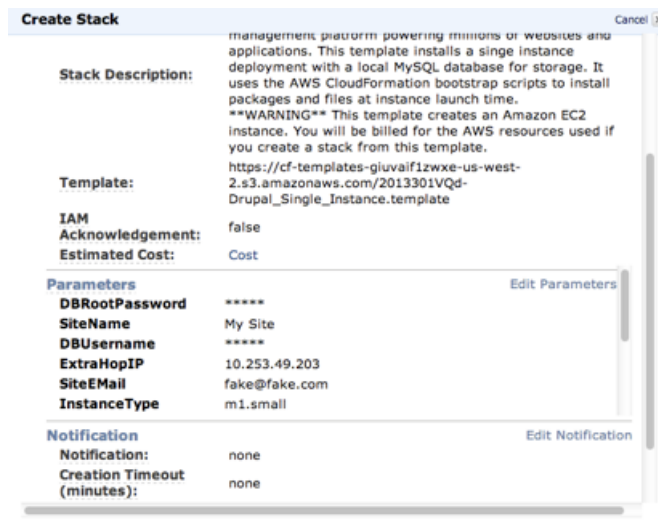 Create Stack
Cancel
management platform powering millions of websites and
applications. This template installs a singe instance
Stack Description:
deployment with a local MySQL database for storage. It
uses the AWS CloudFormation bootstrap scripts to install
packages and files at instance launch time.
**WARNING** This template creates an Amazon EC2
instance. You will be billed for the AWS resources used if
you create a stack from this template.
Template:
https://cf-templates-giuvaif1zwxe-us-west-
2.s3.amazonaws.com/2013301VQd-
Drupal_Single_Instance.template
IAM
Acknowledgement:
false
Estimated Cost:
Cost
Parameters
Edit Parameters
DBRootPassword
*****
SiteName
My Site
DBUsername
*****
ExtraHopIP
10.253.49.203
SiteEMail
fake@fake.com
InstanceType
m1.small
Notification
Edit Notification
Notification:
none
Creation Timeout
(minutes):
none